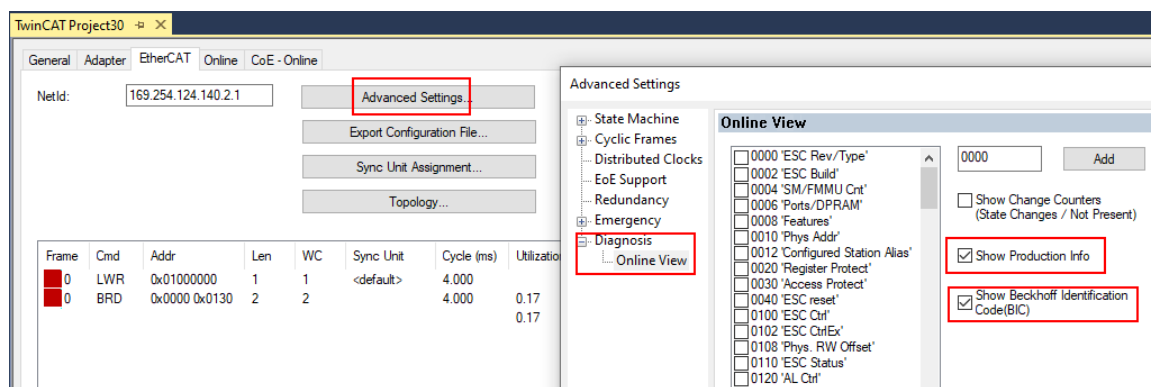 TwinCAT Project30
General Adapter EtherCAT Online CoE - Online
NetId: 169.254.124.140.2.1
Advanced Settings...
Export Configuration File...
Sync Unit Assignment...
Topology...
Frame Cmd Addr Len WC Sync Unit Cycle (ms) Utilizatio
0 LWR 0x01000000 1 1 <default> 4.000
0 BRD 0x0000 0x0130 2 2 4.000 0.17
0.17
Advanced Settings
State Machine
Cyclic Frames
Distributed Clocks
EoE Support
Redundancy
Emergency
Diagnosis
Online View
Online View
0000 'ESC Rev/Type'
0002 'ESC Build'
0004 'SM/FMMU Cnt'
0006 'Ports/DPRAM'
0008 'Features'
0010 'Phys Addr'
0012 'Configured Station Alias'
0020 'Register Protect'
0030 'Access Protect'
0040 'ESC reset'
0100 'ESC Ctrl'
0102 'ESC CtrlEx'
0108 'Phys. RW Offset'
0110 'ESC Status'
0120 'AL Ctrl'
0000 Add
Show Change Counters
(State Changes / Not Present)
Show Production Info
Show Beckhoff Identification
Code(BIC)